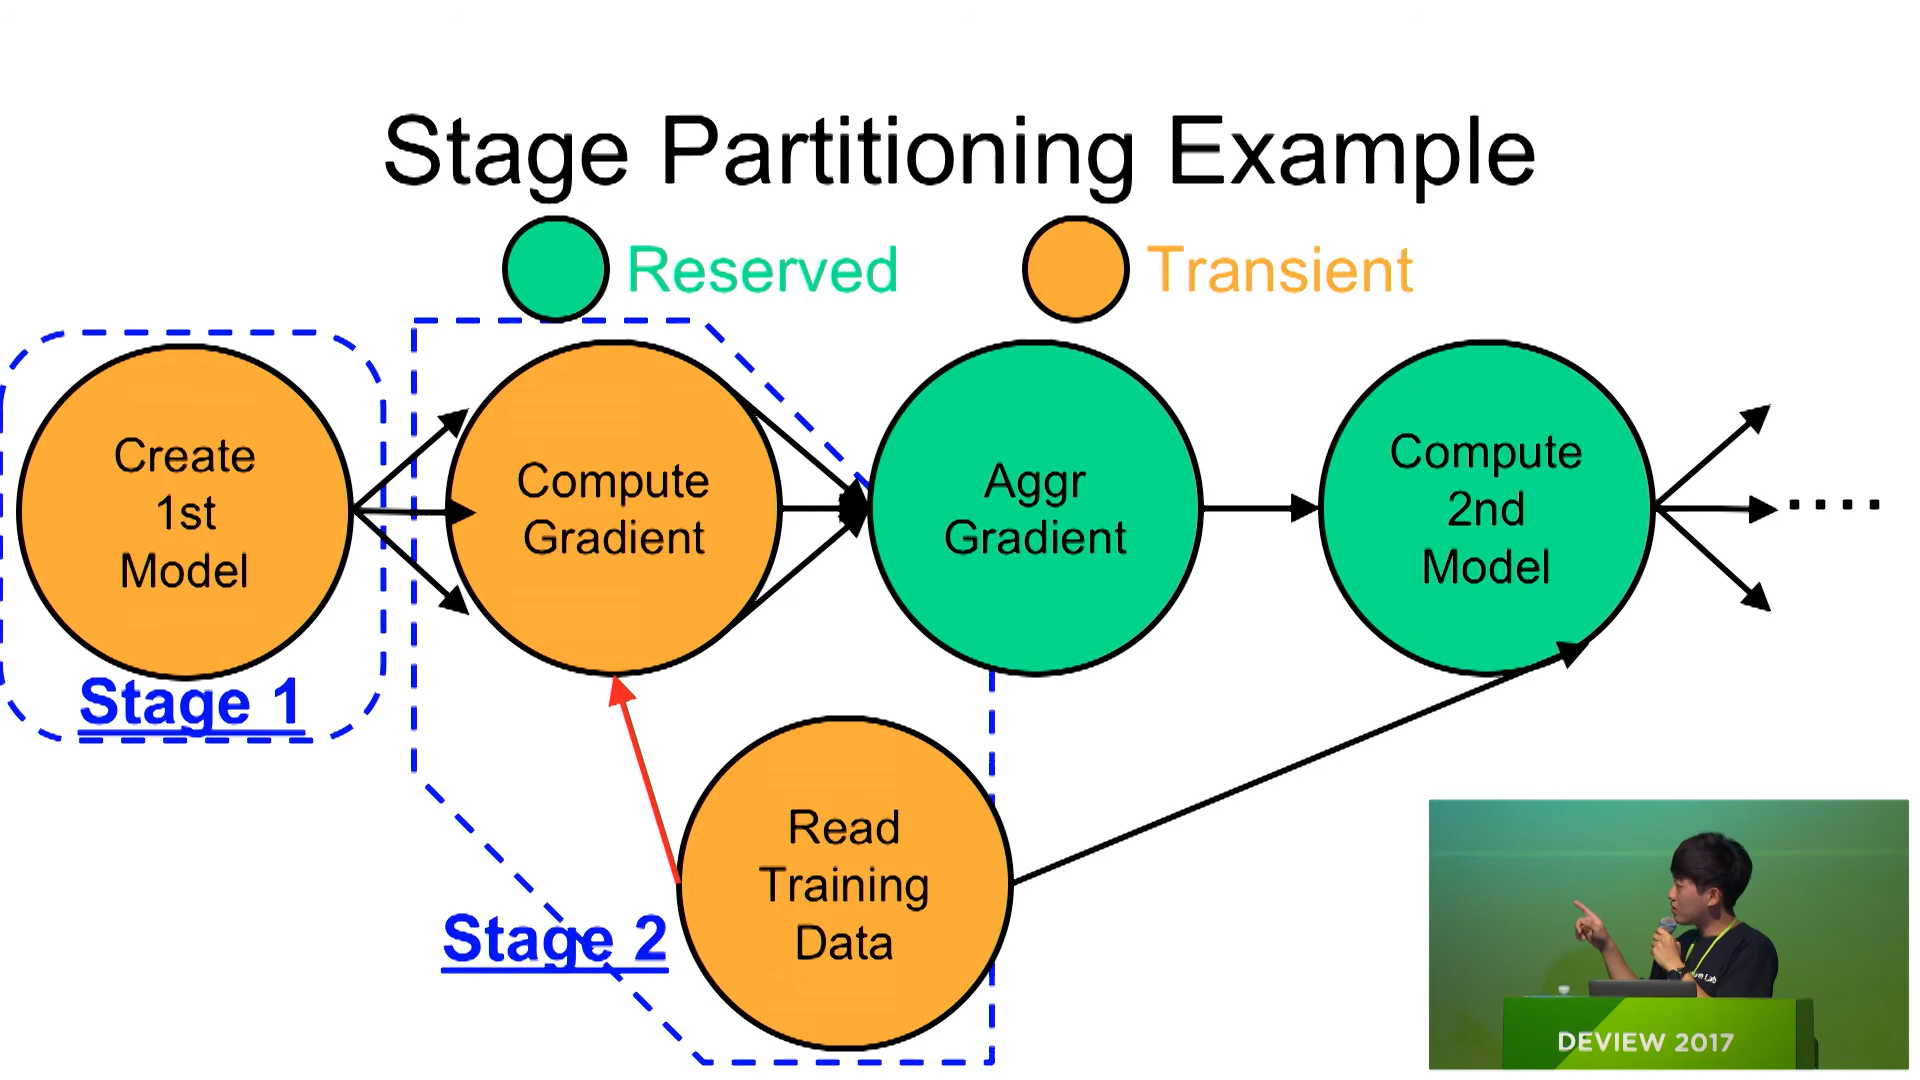 Stage Partitioning Example
Reserved
Transient
Create
1st
Model
Compute
Gradient
Aggr
Gradient
Compute
2nd
Model
....
Stage 1
Read
Training
Data
Stage 2
DEVIEW 2017